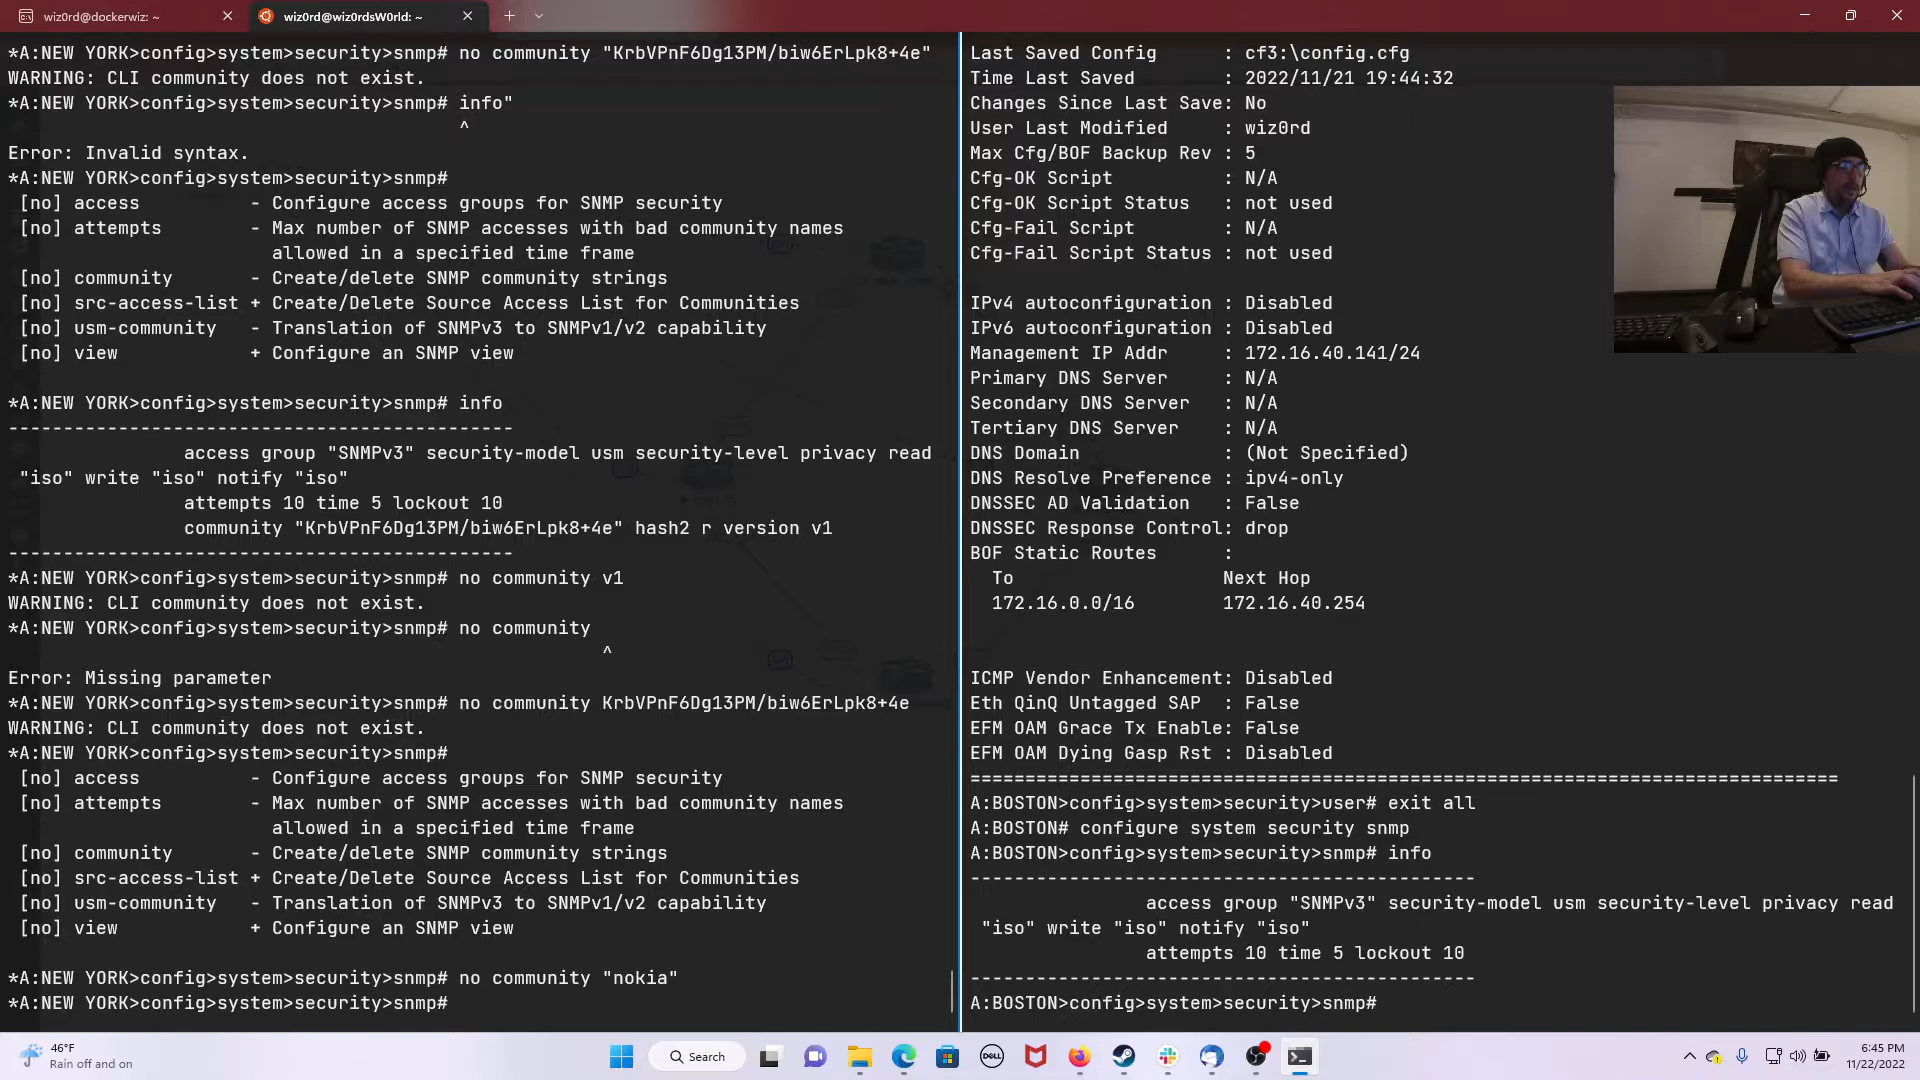 wiz0rd@dockerwiz: ~
wiz0rd@wiz0rdsW0rld: ~
*A:NEW YORK>config>system>security>snmp# no community "KrbVPnF6Dg13PM/biw6ErLpk8+4e"
WARNING: CLI community does not exist.
*A:NEW YORK>config>system>security>snmp# info"
^
Error: Invalid syntax.
*A:NEW YORK>config>system>security>snmp#
[no] access - Configure access groups for SNMP security
[no] attempts - Max number of SNMP accesses with bad community names
allowed in a specified time frame
[no] community - Create/delete SNMP community strings
[no] src-access-list + Create/Delete Source Access List for Communities
[no] usm-community - Translation of SNMPv3 to SNMPv1/v2 capability
[no] view + Configure an SNMP view
*A:NEW YORK>config>system>security>snmp# info
----------------------------------------------
access group "SNMPv3" security-model usm security-level privacy read
"iso" write "iso" notify "iso"
attempts 10 time 5 lockout 10
community "KrbVPnF6Dg13PM/biw6ErLpk8+4e" hash2 r version v1
----------------------------------------------
*A:NEW YORK>config>system>security>snmp# no community v1
WARNING: CLI community does not exist.
*A:NEW YORK>config>system>security>snmp# no community
^
Error: Missing parameter
*A:NEW YORK>config>system>security>snmp# no community KrbVPnF6Dg13PM/biw6ErLpk8+4e
WARNING: CLI community does not exist.
*A:NEW YORK>config>system>security>snmp#
[no] access - Configure access groups for SNMP security
[no] attempts - Max number of SNMP accesses with bad community names
allowed in a specified time frame
[no] community - Create/delete SNMP community strings
[no] src-access-list + Create/Delete Source Access List for Communities
[no] usm-community - Translation of SNMPv3 to SNMPv1/v2 capability
[no] view + Configure an SNMP view
*A:NEW YORK>config>system>security>snmp# no community "nokia"
*A:NEW YORK>config>system>security>snmp#
Last Saved Config : cf3:\config.cfg
Time Last Saved : 2022/11/21 19:44:32
Changes Since Last Save: No
User Last Modified : wiz0rd
Max Cfg/BOF Backup Rev : 5
Cfg-OK Script : N/A
Cfg-OK Script Status : not used
Cfg-Fail Script : N/A
Cfg-Fail Script Status : not used
IPv4 autoconfiguration : Disabled
IPv6 autoconfiguration : Disabled
Management IP Addr : 172.16.40.141/24
Primary DNS Server : N/A
Secondary DNS Server : N/A
Tertiary DNS Server : N/A
DNS Domain : (Not Specified)
DNS Resolve Preference : ipv4-only
DNSSEC AD Validation : False
DNSSEC Response Control: drop
BOF Static Routes :
To Next Hop
172.16.0.0/16 172.16.40.254
ICMP Vendor Enhancement: Disabled
Eth QinQ Untagged SAP : False
EFM OAM Grace Tx Enable: False
EFM OAM Dying Gasp Rst : Disabled
===============================================================================
A:BOSTON>config>system>security>user# exit all
A:BOSTON# configure system security snmp
A:BOSTON>config>system>security>snmp# info
----------------------------------------------
access group "SNMPv3" security-model usm security-level privacy read
"iso" write "iso" notify "iso"
attempts 10 time 5 lockout 10
----------------------------------------------
A:BOSTON>config>system>security>snmp#
46°F
Rain off and on
Search
DELL
6:45 PM
11/22/2022